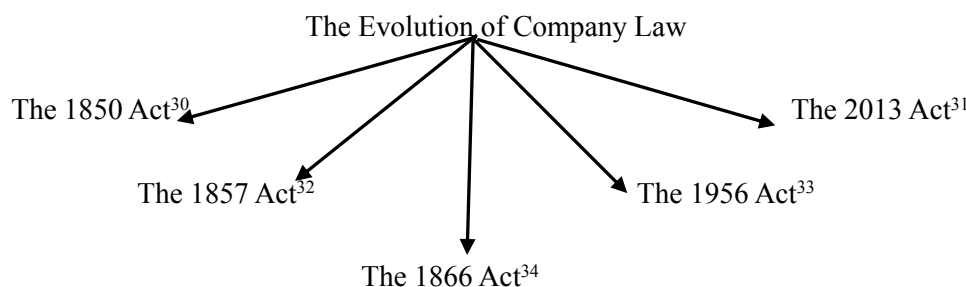 The Evolution of Company Law
The 1850 Act³⁰
The 2013 Act³¹
The 1857 Act³²
The 1956 Act³³
The 1866 Act³⁴